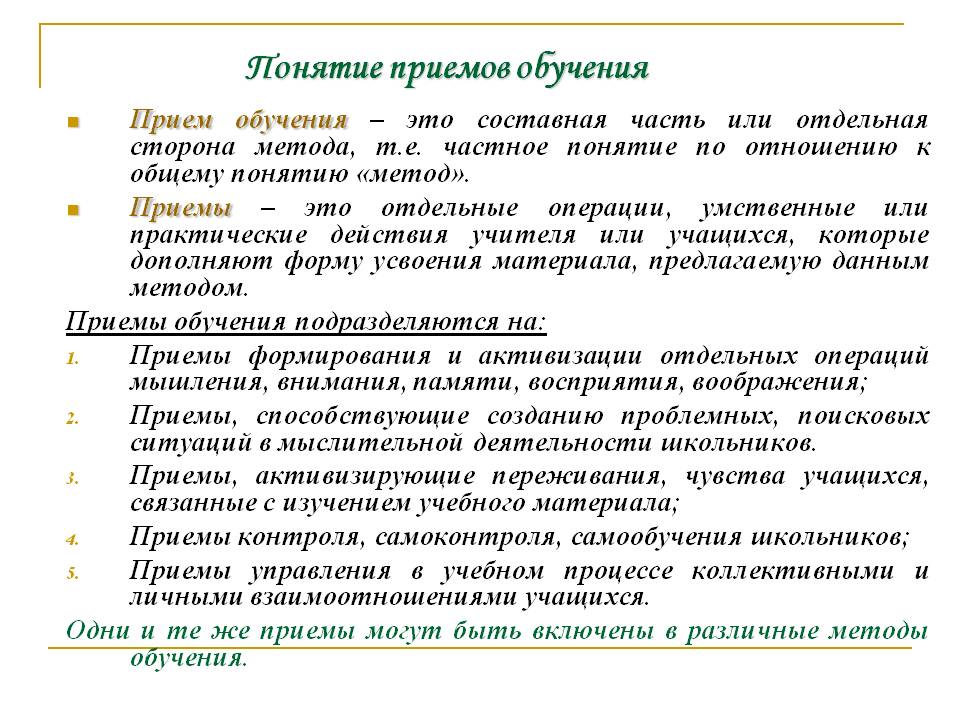 Понятие приемов обучения
■ Прием обучения – это составная часть или отдельная
сторона метода, т.е. частное понятие по отношению к
общему понятию «метод».
■ Приемы – это отдельные операции, умственные или
практические действия учителя или учащихся, которые
дополняют форму усвоения материала, предлагаемую данным
методом.
Приемы обучения подразделяются на:
1. Приемы формирования и активизации отдельных операций
мышления, внимания, памяти, восприятия, воображения;
2. Приемы, способствующие созданию проблемных, поисковых
ситуаций в мыслительной деятельности школьников.
3. Приемы, активизирующие переживания, чувства учащихся,
связанные с изучением учебного материала;
4. Приемы контроля, самоконтроля, самообучения школьников;
5. Приемы управления в учебном процессе коллективными и
личными взаимоотношениями учащихся.
Одни и те же приемы могут быть включены в различные методы
обучения.